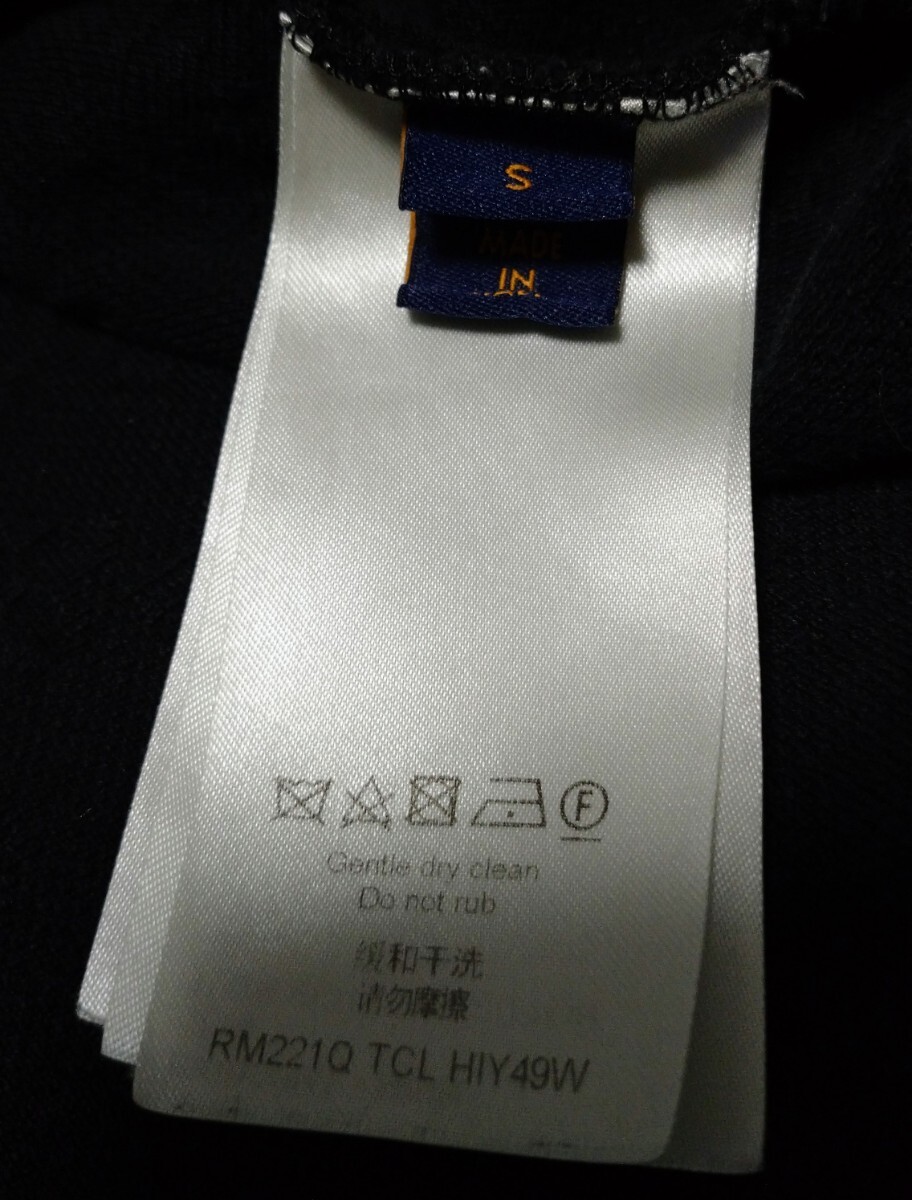 S
MADE
IN
F
Gentle dry clean
Do not rub
缓和干洗
请勿摩擦
RM221Q TCL HIY49W